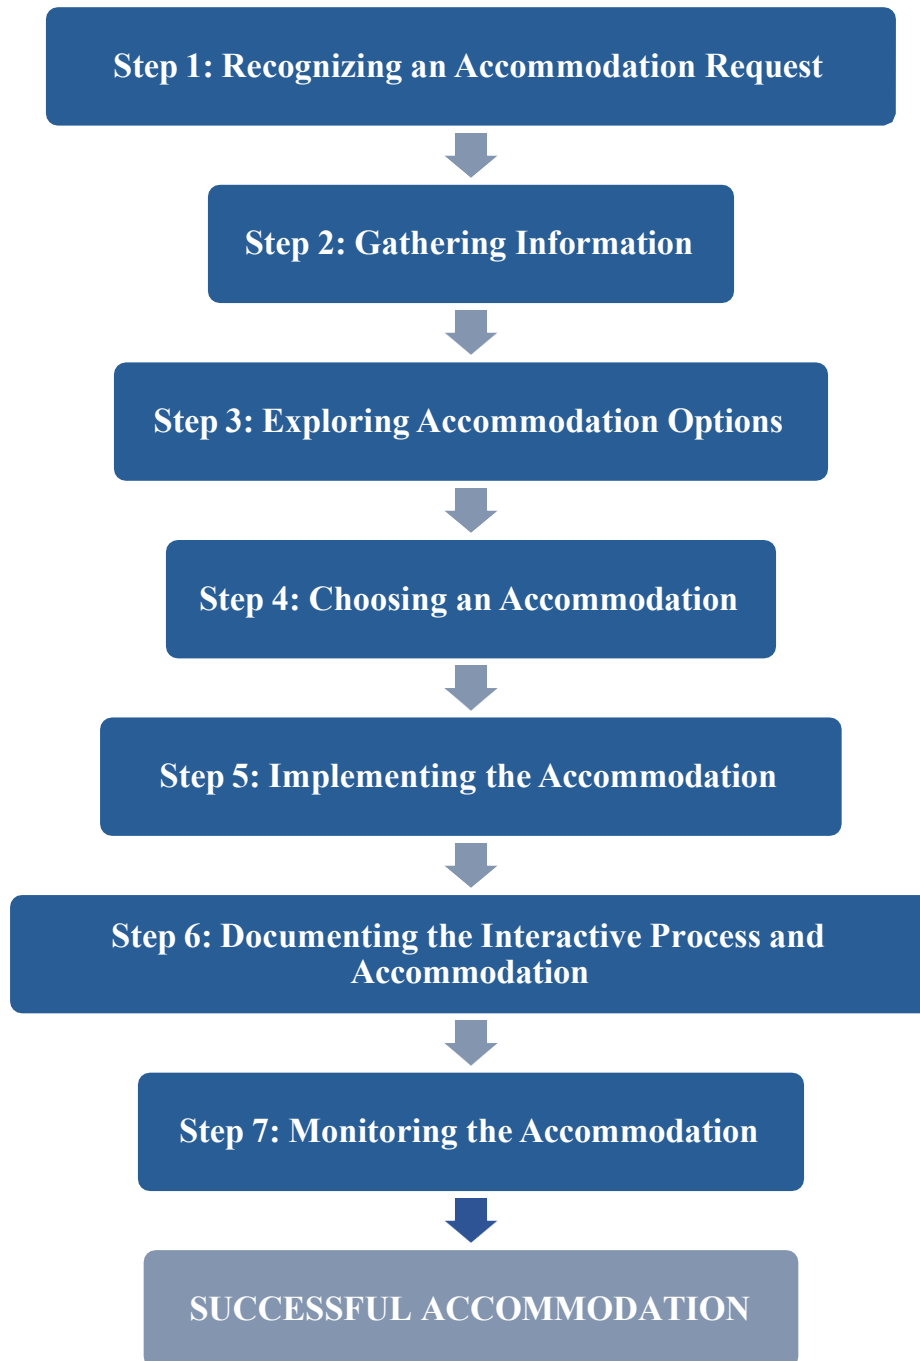 Step 1: Recognizing an Accommodation Request
Step 2: Gathering Information
Step 3: Exploring Accommodation Options
Step 4: Choosing an Accommodation
Step 5: Implementing the Accommodation
Step 6: Documenting the Interactive Process and
Accommodation
Step 7: Monitoring the Accommodation
SUCCESSFUL ACCOMMODATION